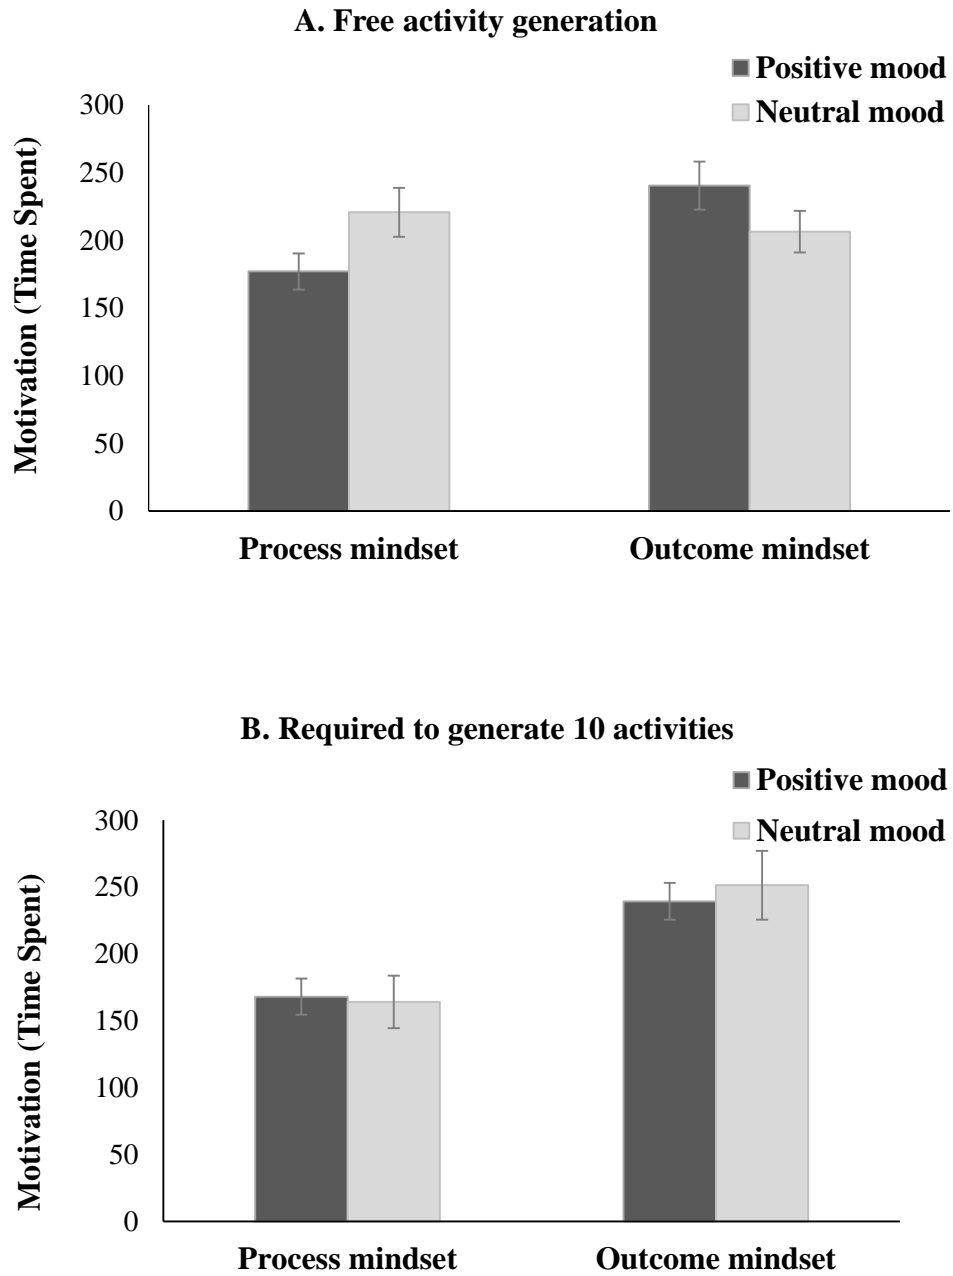 A. Free activity generation
Positive mood
Neutral mood
Motivation (Time Spent)
300
250
200
150
100
50
0
Process mindset
Outcome mindset
B. Required to generate 10 activities
Positive mood
Neutral mood
Motivation (Time Spent)
300
250
200
150
100
50
0
Process mindset
Outcome mindset